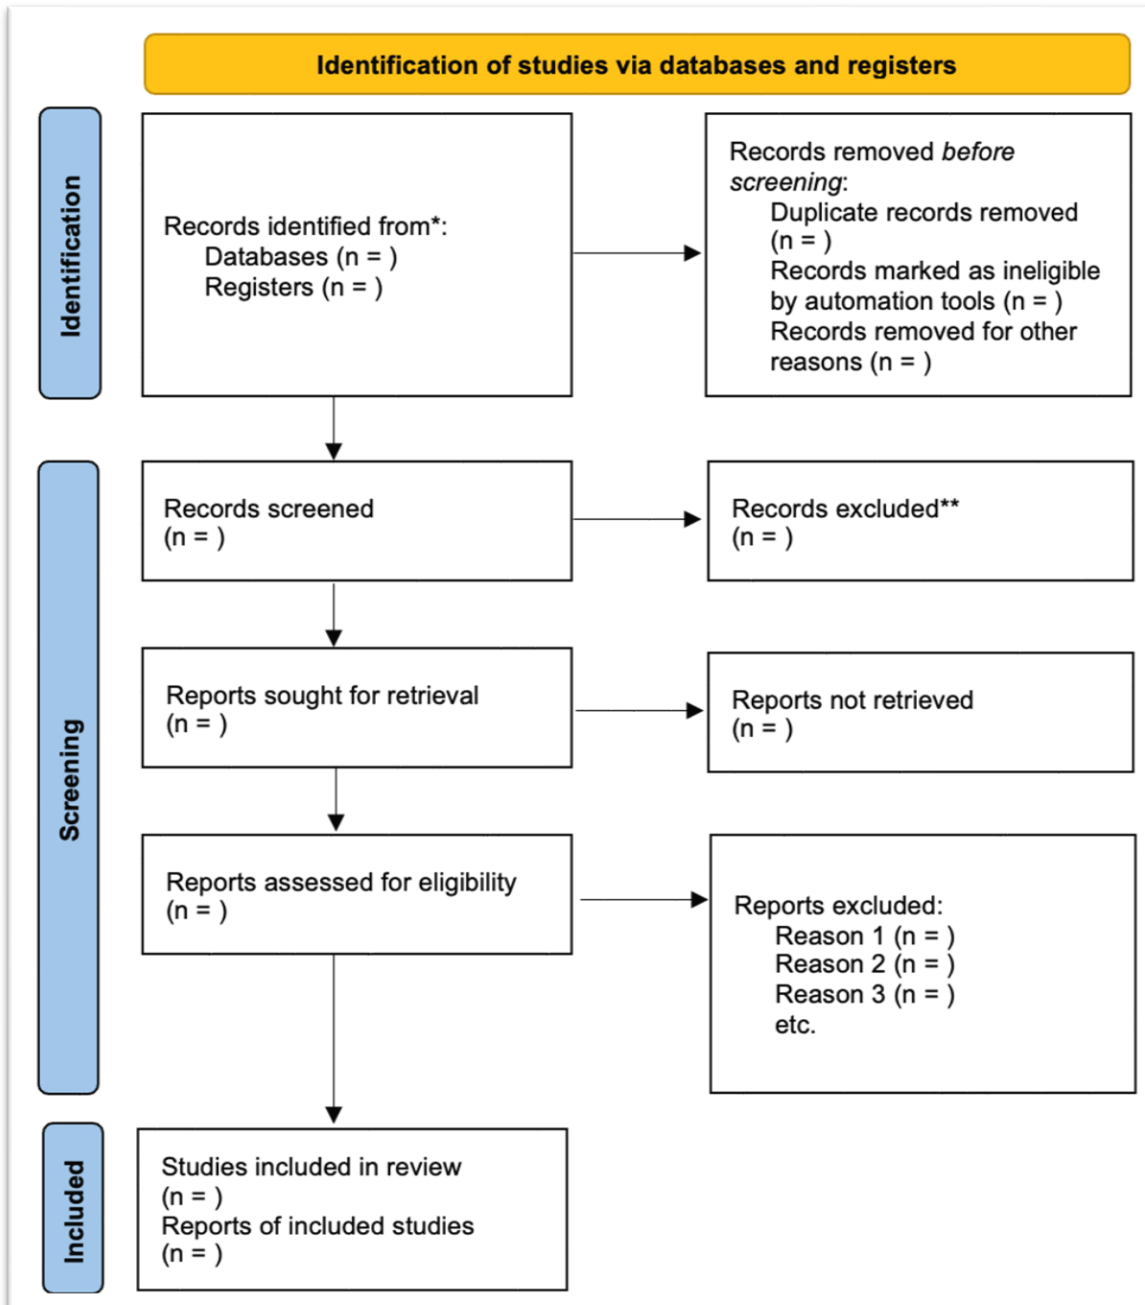 Identification of studies via databases and registers
Identification
Records identified from*:
Databases (n = )
Registers (n = )
Records removed before
screening:
Duplicate records removed
(n = )
Records marked as ineligible
by automation tools (n = )
Records removed for other
reasons (n = )
Screening
Records screened
(n = )
Records excluded**
(n = )
Reports sought for retrieval
(n = )
Reports not retrieved
(n = )
Reports assessed for eligibility
(n = )
Reports excluded:
Reason 1 (n = )
Reason 2 (n = )
Reason 3 (n = )
etc.
Included
Studies included in review
(n = )
Reports of included studies
(n = )